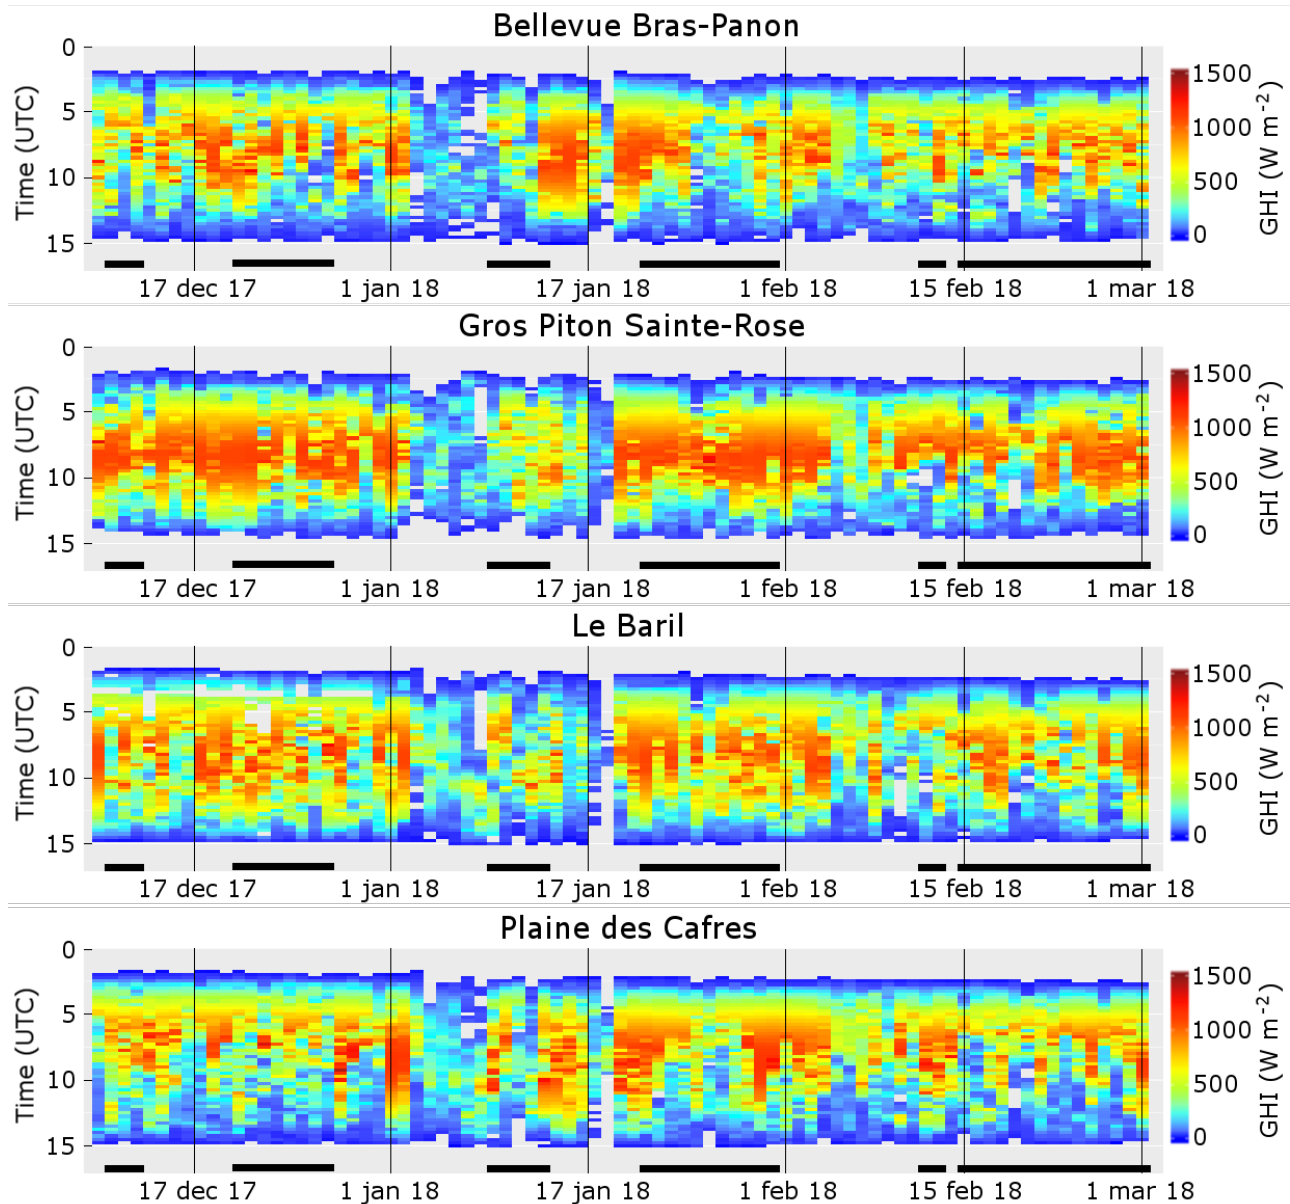 Bellevue Bras-Panon
0
5
10
15
Time (UTC)
17 dec 17 1 jan 18 17 jan 18 1 feb 18 15 feb 18 1 mar 18
1500
1000
500
0
GHI (W m-2)
Gros Piton Sainte-Rose
0
5
10
15
Time (UTC)
17 dec 17 1 jan 18 17 jan 18 1 feb 18 15 feb 18 1 mar 18
1500
1000
500
0
GHI (W m-2)
Le Baril
0
5
10
15
Time (UTC)
17 dec 17 1 jan 18 17 jan 18 1 feb 18 15 feb 18 1 mar 18
1500
1000
500
0
GHI (W m-2)
Plaine des Cafres
0
5
10
15
Time (UTC)
17 dec 17 1 jan 18 17 jan 18 1 feb 18 15 feb 18 1 mar 18
1500
1000
500
0
GHI (W m-2)